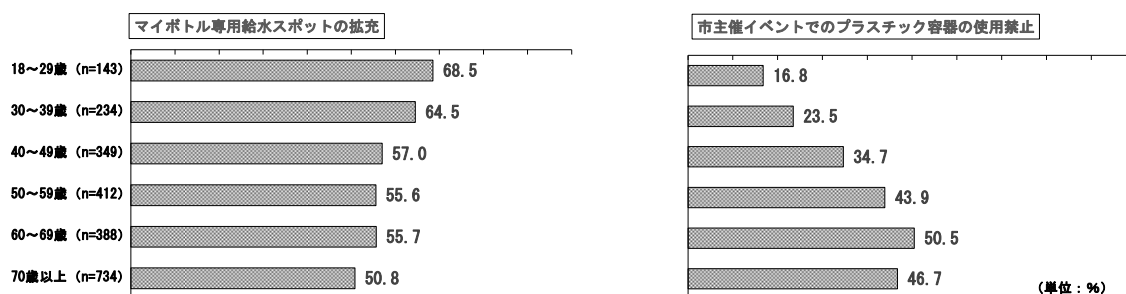 マイボトル専用給水スポットの拡充
市主催イベントでのプラスチック容器の使用禁止
18～29歳 (n=143) 68.5 16.8
30～39歳 (n=234) 64.5 23.5
40～49歳 (n=349) 57.0 34.7
50～59歳 (n=412) 55.6 43.9
60～69歳 (n=388) 55.7 50.5
70歳以上 (n=734) 50.8 46.7
(単位：%)